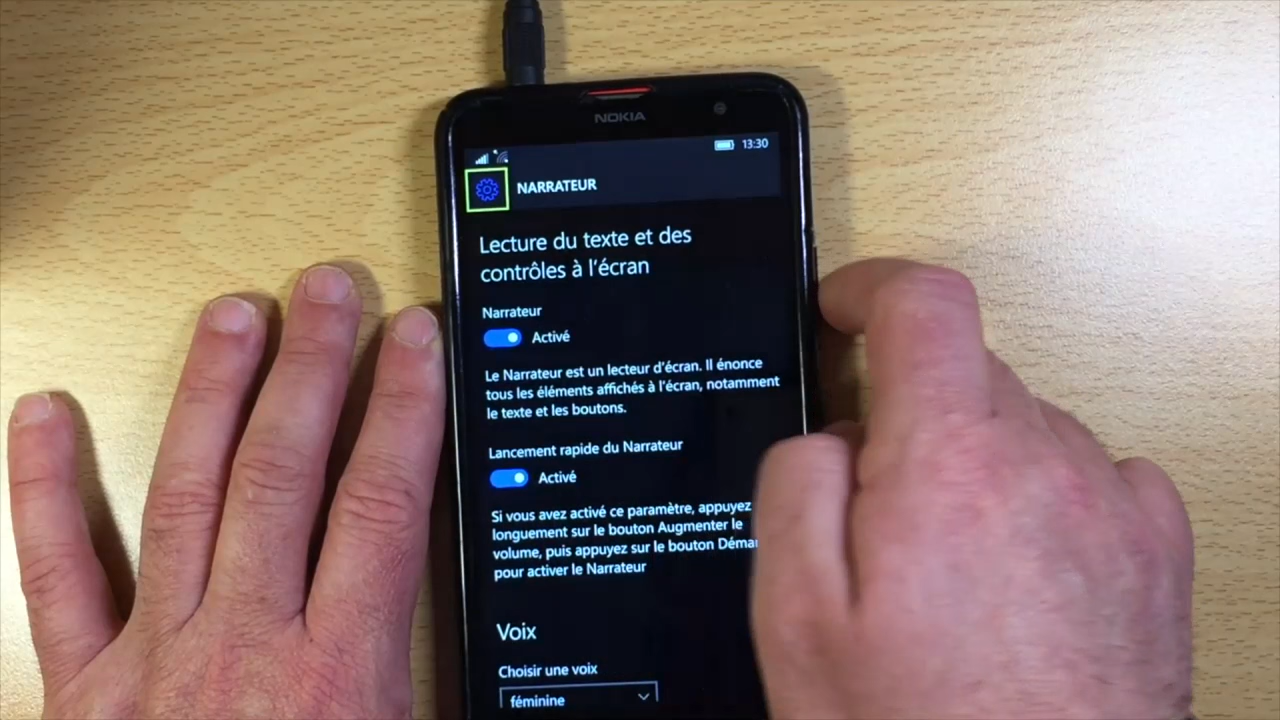 NOKIA
13:30
NARRATEUR
Lecture du texte et des
contrôles à l'écran
Narrateur
Activé
Le Narrateur est un lecteur d'écran. Il énonce
tous les éléments affichés à l'écran, notamment
le texte et les boutons.
Lancement rapide du Narrateur
Activé
Si vous avez activé ce paramètre, appuyez
longuement sur le bouton Augmenter le
volume, puis appuyez sur le bouton
pour activer le Narrateur
Voix
Choisir une voix
féminine